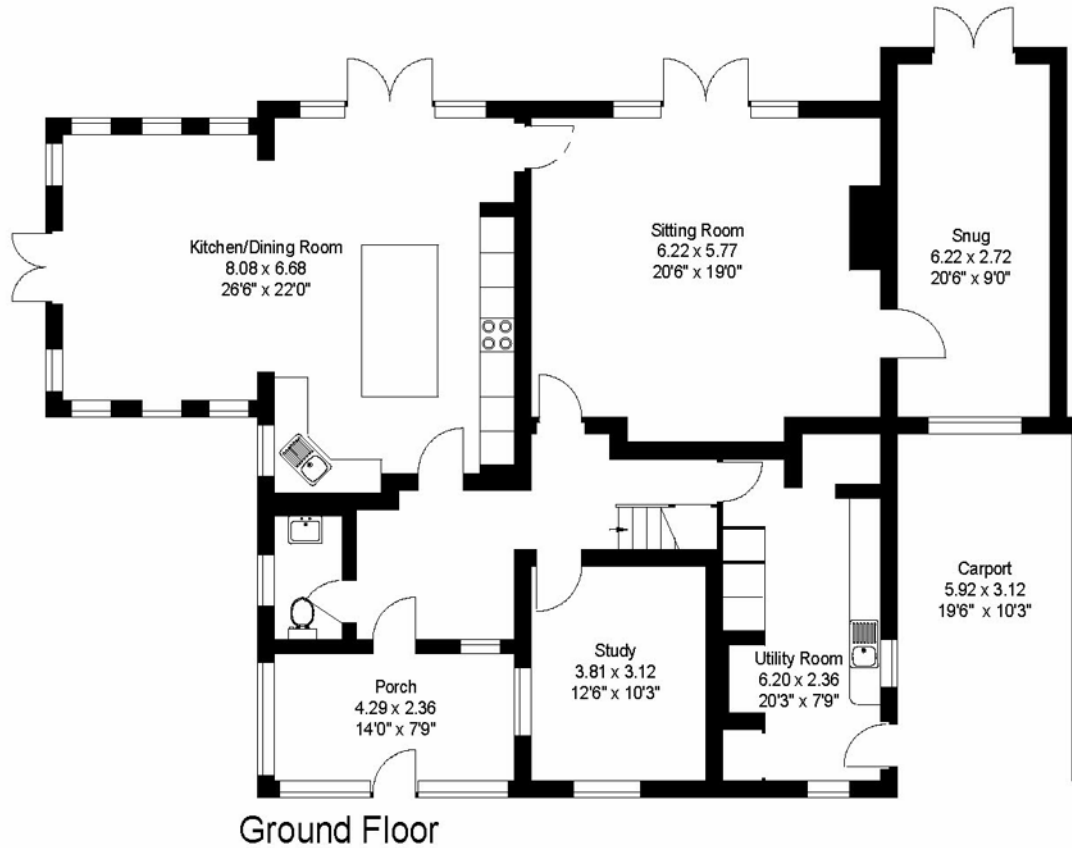 Kitchen/Dining Room
8.08 x 6.68
26'6" x 22'0"
Sitting Room
6.22 x 5.77
20'6" x 19'0"
Snug
6.22 x 2.72
20'6" x 9'0"
Carport
5.92 x 3.12
19'6" x 10'3"
Study
3.81 x 3.12
12'6" x 10'3"
Utility Room
6.20 x 2.36
20'3" x 7'9"
Porch
4.29 x 2.36
14'0" x 7'9"
Ground Floor